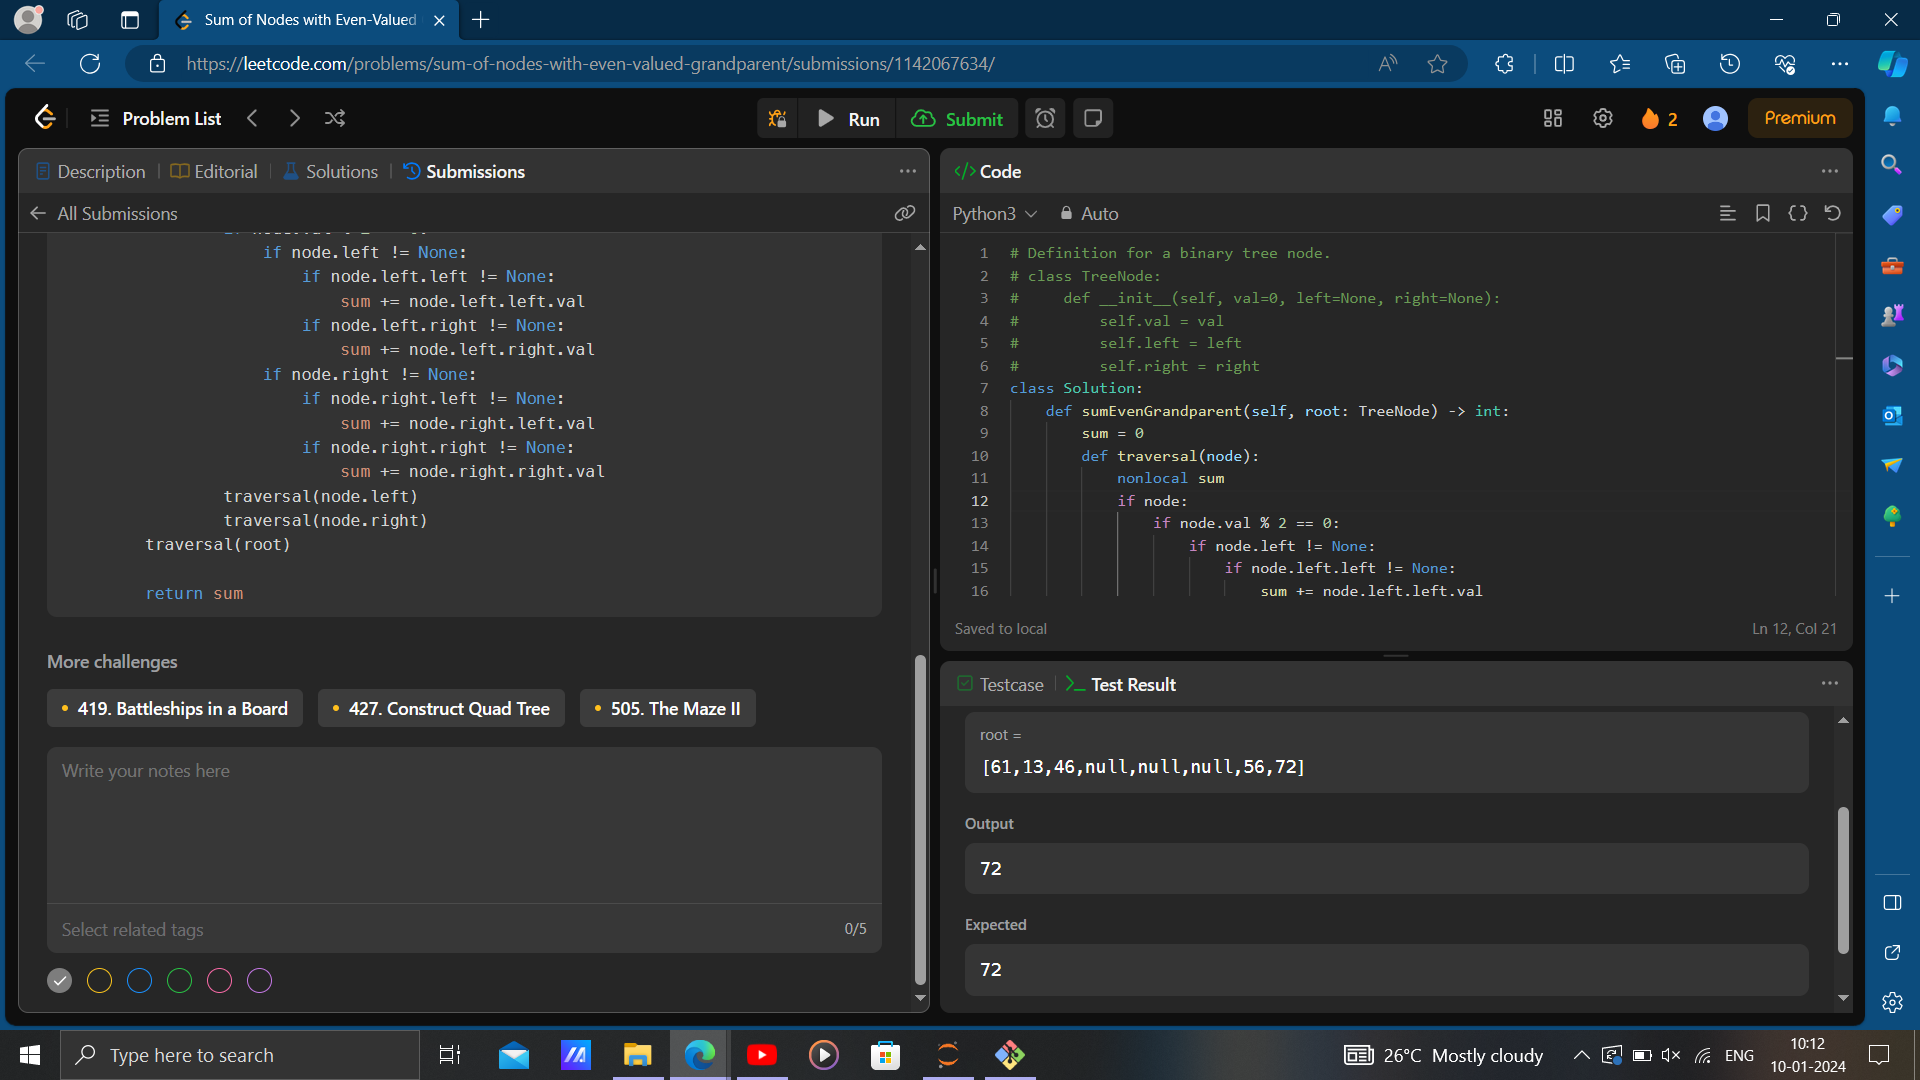 Sum of Nodes with Even-Valued
https://leetcode.com/problems/sum-of-nodes-with-even-valued-grandparent/submissions/1142067634/
Problem List
Run
Submit
2
Premium
Description
Editorial
Solutions
Submissions
All Submissions
if node.left != None:
if node.left.left != None:
sum += node.left.left.val
if node.left.right != None:
sum += node.left.right.val
if node.right != None:
if node.right.left != None:
sum += node.right.left.val
if node.right.right != None:
sum += node.right.right.val
traversal(node.left)
traversal(node.right)
traversal(root)
return sum
More challenges
419. Battleships in a Board
427. Construct Quad Tree
505. The Maze II
Write your notes here
Select related tags
0/5
</> Code
Python3
Auto
1 # Definition for a binary tree node.
2 # class TreeNode:
3 #     def __init__(self, val=0, left=None, right=None):
4 #         self.val = val
5 #         self.left = left
6 #         self.right = right
7 class Solution:
8     def sumEvenGrandparent(self, root: TreeNode) -> int:
9         sum = 0
10         def traversal(node):
11             nonlocal sum
12             if node:
13                 if node.val % 2 == 0:
14                     if node.left != None:
15                         if node.left.left != None:
16                             sum += node.left.left.val
Saved to local
Ln 12, Col 21
Testcase
Test Result
root =
[61,13,46,null,null,null,56,72]
Output
72
Expected
72
Type here to search
26°C Mostly cloudy
ENG
10:12
10-01-2024